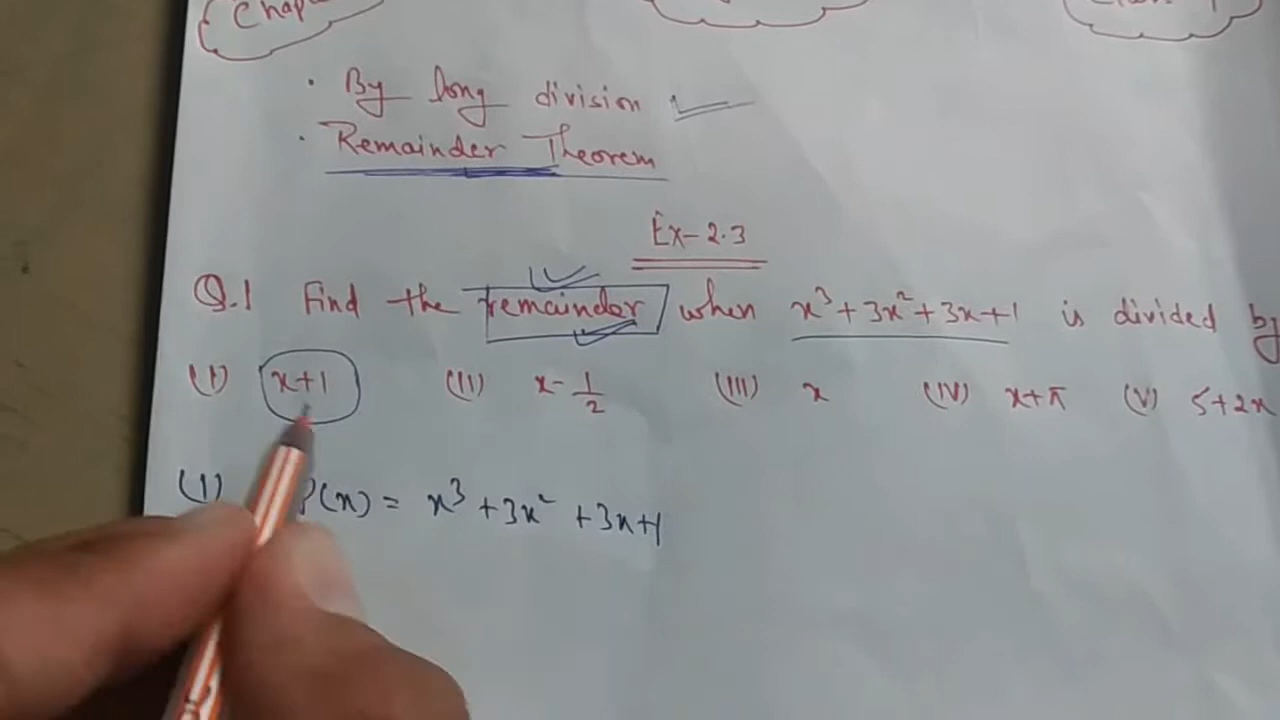 · By long division
· Remainder Theorem
Ex-2.3
Q.1 Find the remainder when x³+3x²+3x+1 is divided by
(I) x+1 (II) x-1/2 (III) x (IV) x+π (V) 5+2x
(I) P(x) = x³+3x²+3x+1